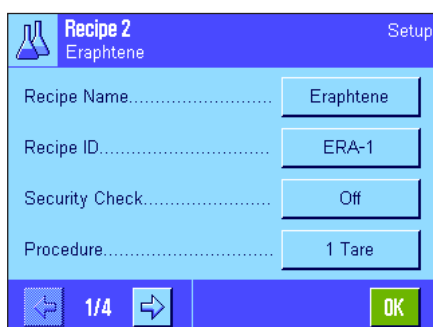 Recipe 2
Setup
Eraphtene
Recipe Name........................ Eraphtene
Recipe ID............................. ERA-1
Security Check....................... Off
Procedure............................. 1 Tare
1/4
OK